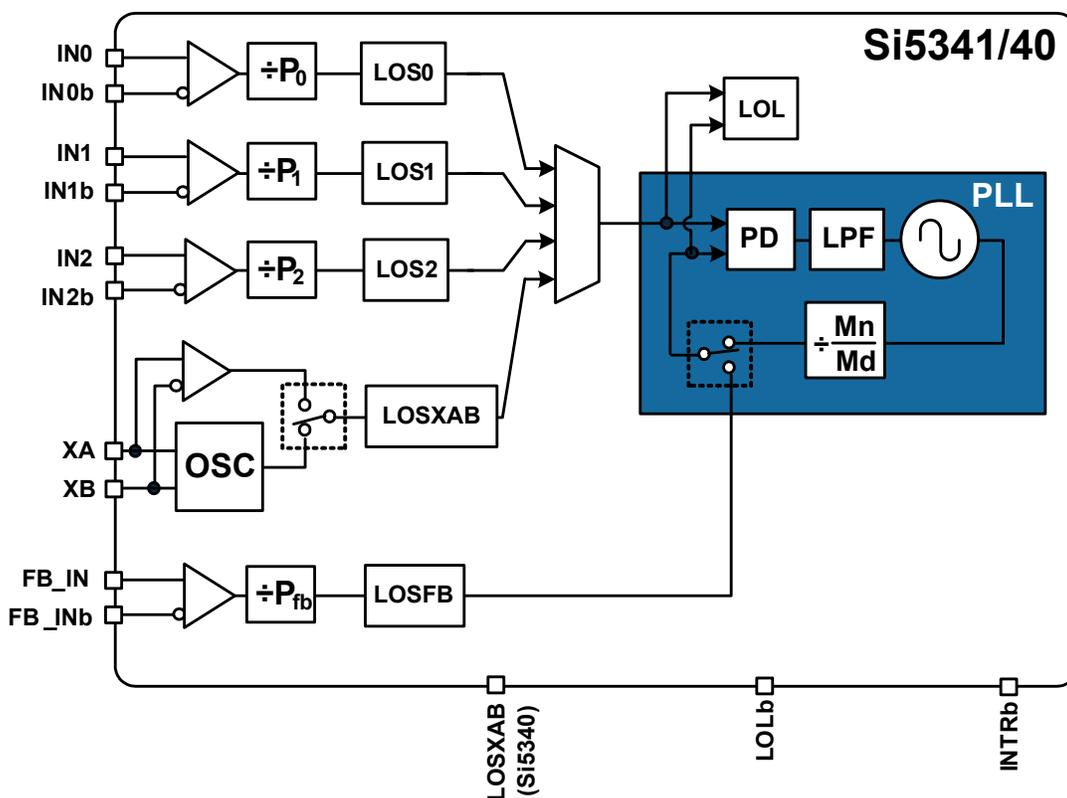 Si5341/40
IN0
IN0b
÷P0
LOS0
LOL
IN1
IN1b
÷P1
LOS1
PLL
PD
LPF
IN2
IN2b
÷P2
LOS2
÷ Mn
Md
LOSXAB
XA
XB
OSC
FB_IN
FB_INb
÷Pfb
LOSFB
LOSXAB
(Si5340)
LOLb
INTRb